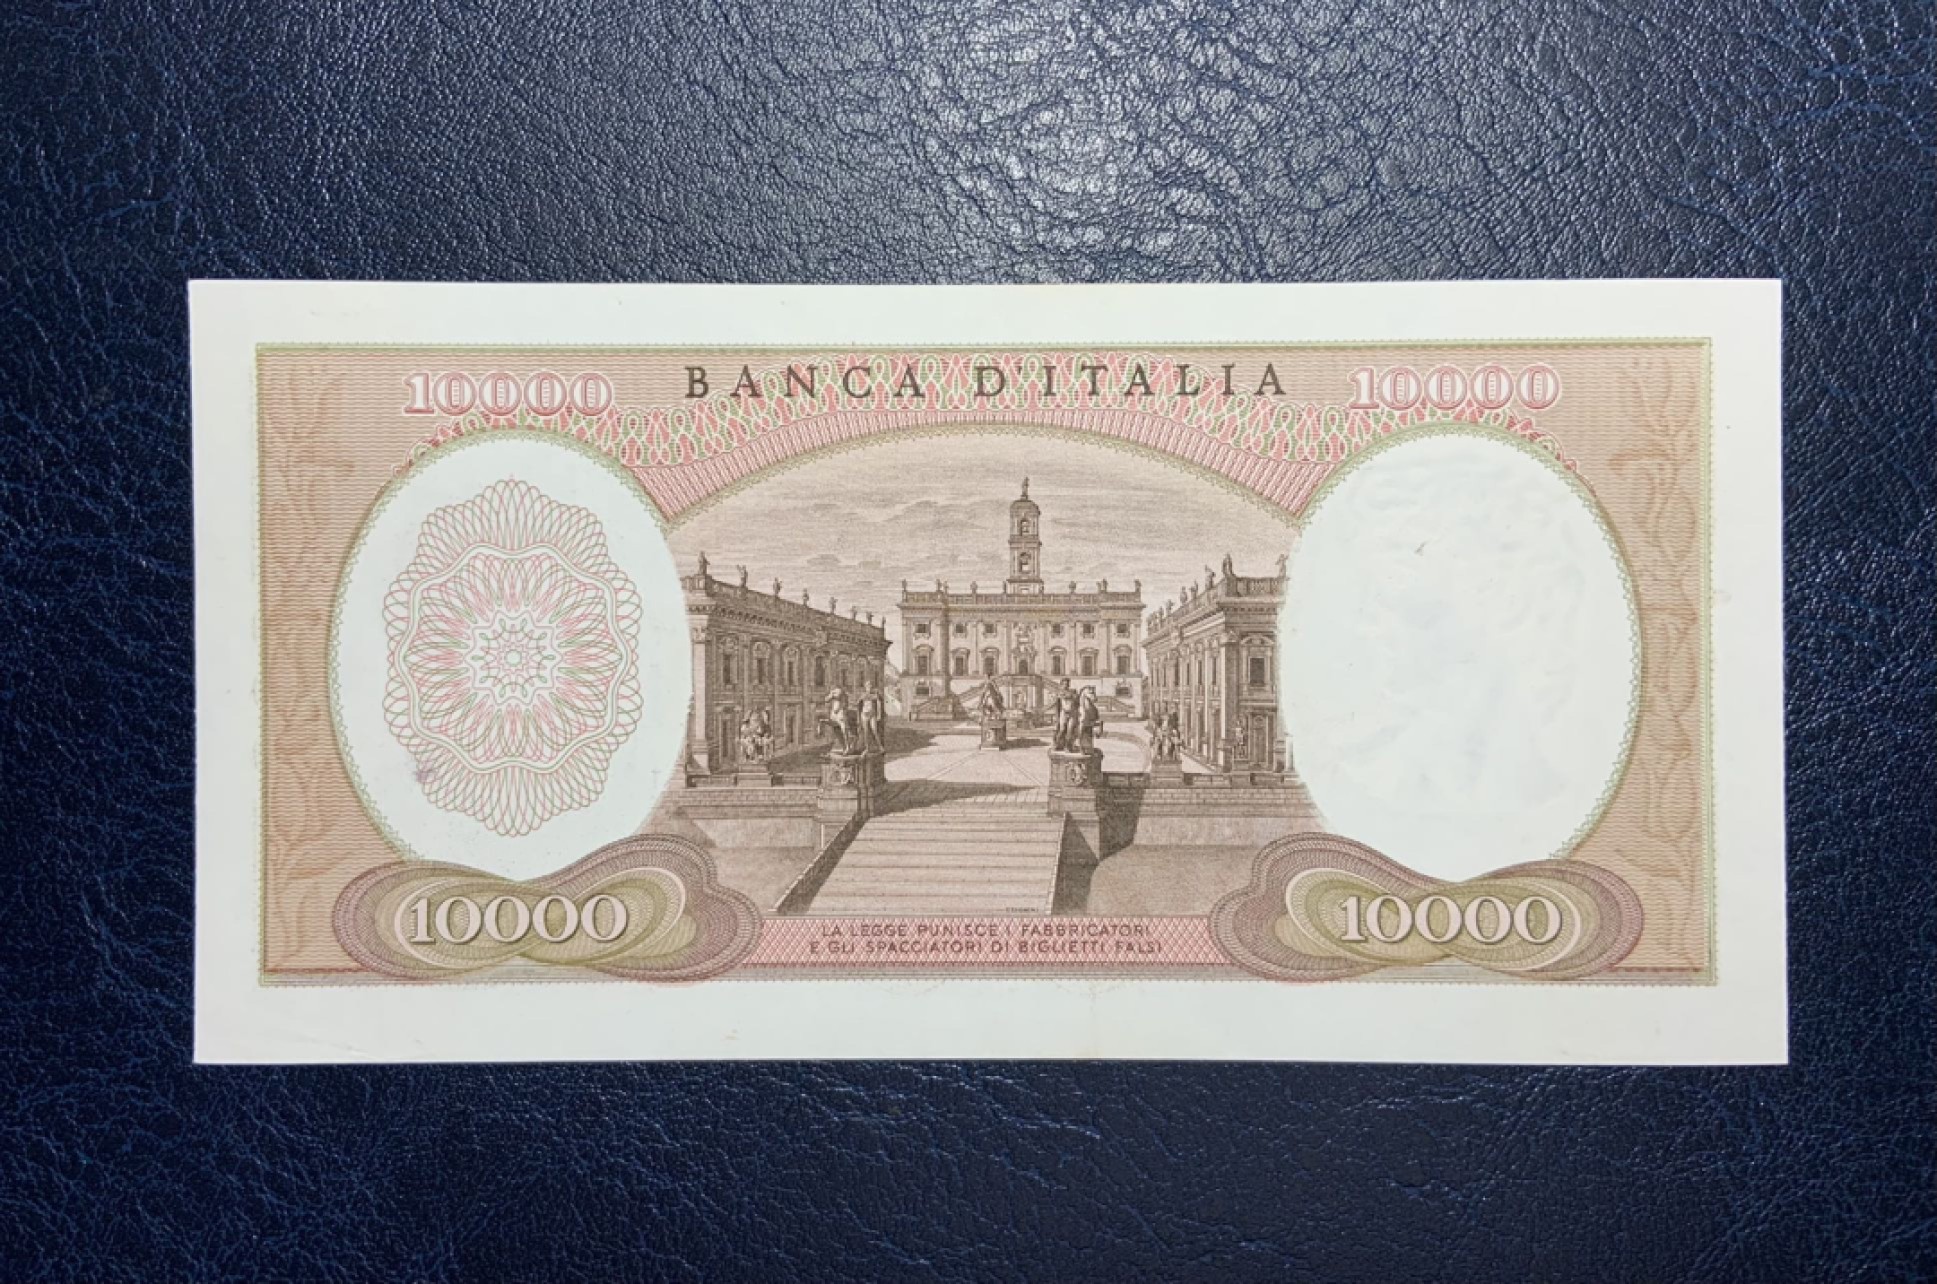 10000 BANCA D'ITALIA 10000
10000 10000
LA LEGGE PUNISCE I FABBRICATORI
E GLI SPACCIATORI DI BIGLIETTI FALSI